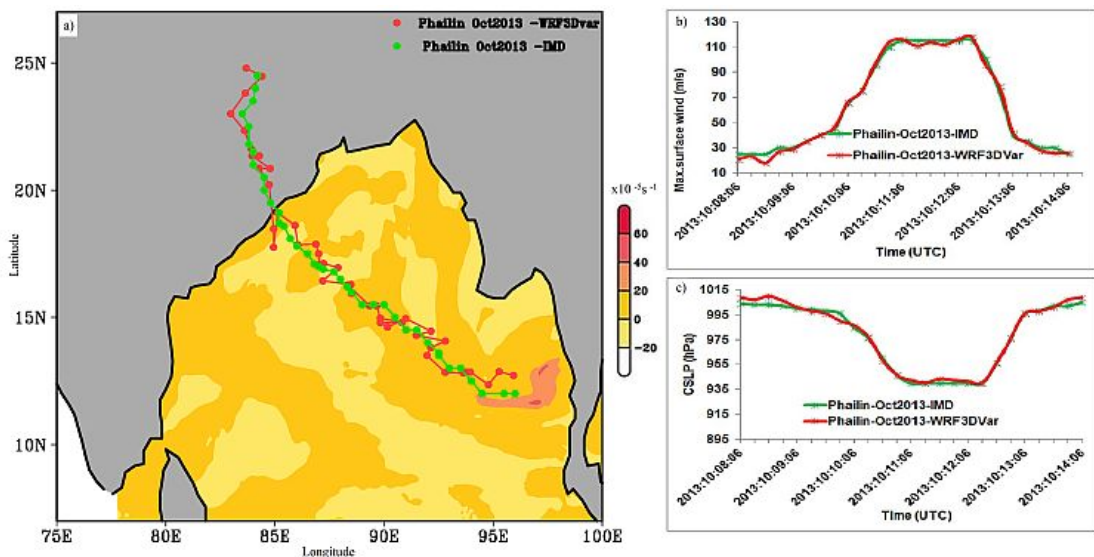 a)
Phailin Oct2013 -WRF3Dvar
Phailin Oct2013 -IMD
25N
20N
15N
10N
Latitude
75E 80E 85E 90E 95E 100E
Longitude
x10⁻⁵s⁻¹
60
40
20
0
-20
b)
Max.surface wind (m/s)
130
110
90
70
50
30
10
Phailin-Oct2013-IMD
Phailin-Oct2013-WRF3DVar
2013:10:08:06 2013:10:09:06 2013:10:10:06 2013:10:11:06 2013:10:12:06 2013:10:13:06 2013:10:14:06
Time (UTC)
c)
CSLP (hPa)
1015
995
975
955
935
915
895
Phailin-Oct2013-IMD
Phailin-Oct2013-WRF3DVar
2013:10:08:06 2013:10:09:06 2013:10:10:06 2013:10:11:06 2013:10:12:06 2013:10:13:06 2013:10:14:06
Time (UTC)